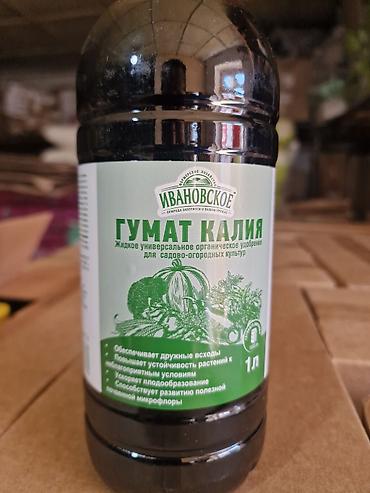 ИВАНОВСКОЕ
ГУМАТ КАЛИЯ
Жидкое универсальное органическое удобрение
для садово-огородных культур
Обеспечивает дружные всходы
Повышает устойчивость растений к
неблагоприятным условиям
Ускоряет плодообразование
Способствует развитию полезной
почвенной микрофлоры
1л